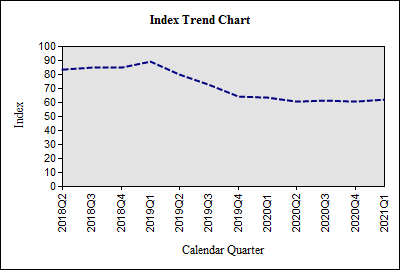 Index Trend Chart
100
90
80
70
60
50
40
30
20
10
0
Index
2018Q2
2018Q3
2018Q4
2019Q1
2019Q2
2019Q3
2019Q4
2020Q1
2020Q2
2020Q3
2020Q4
2021Q1
Calendar Quarter